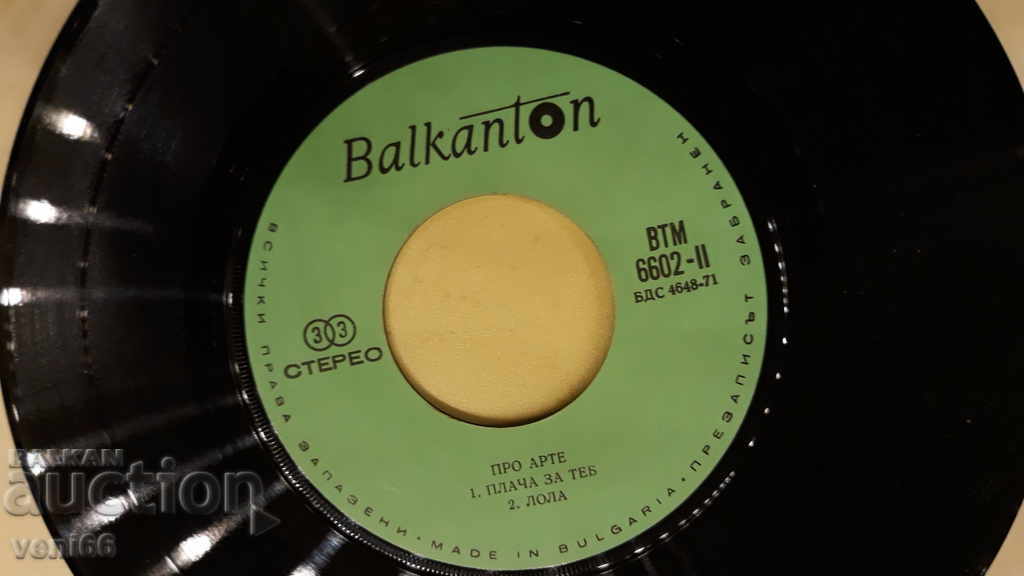 Balkanton
ВТМ
6602-II
БДС 4648-71
33
СТЕРЕО
ПРО АРТЕ
1. ПЛАЧА ЗА ТЕБ
2. ЛОЛА
ВСИЧКИ ПРАВА ЗАПАЗЕНИ • MADE IN BULGARIA • ПРЕЗАПИСЪТ ЗАБРАНЕН
BALKAN
auction
veni66